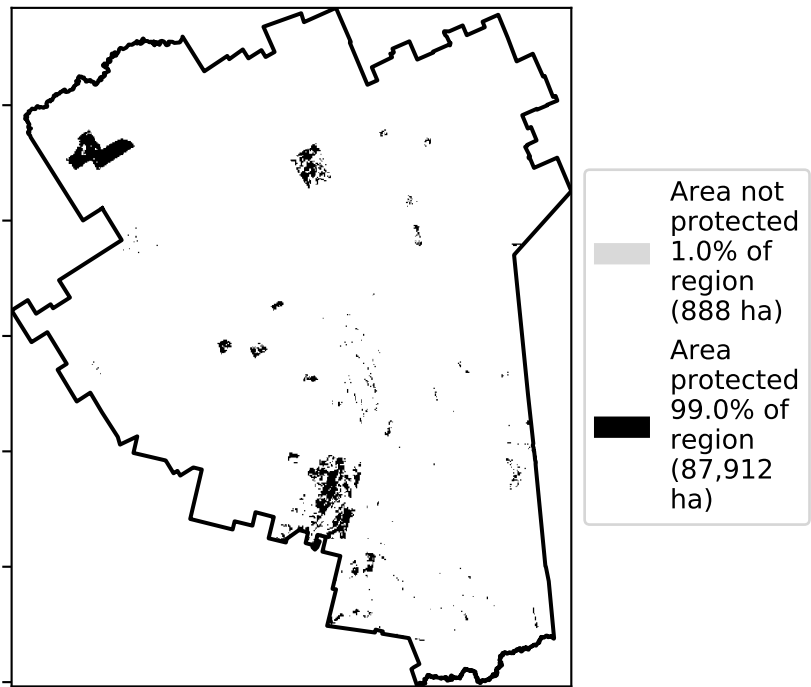 Area not
protected
1.0% of
region
(888 ha)
Area
protected
99.0% of
region
(87,912
ha)